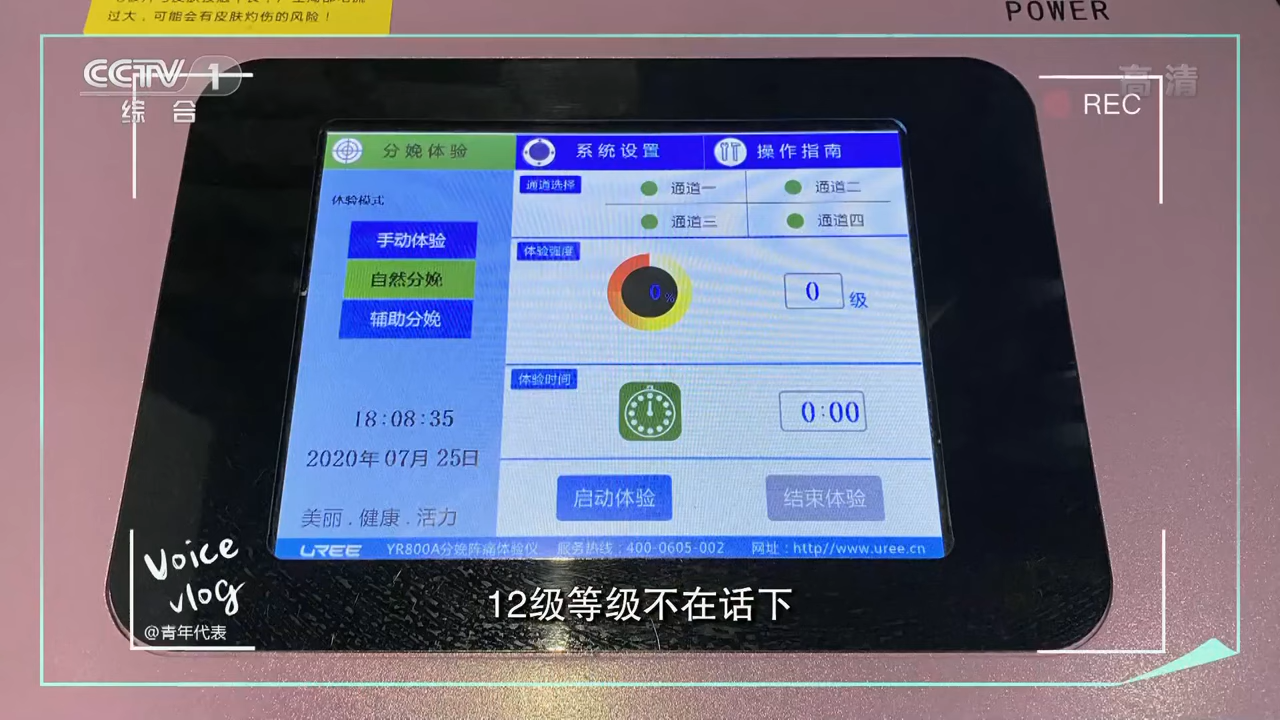 过大，可能会有皮肤灼伤的风险！
POWER
CCTV 1
综合
高清
REC
分娩体验
系统设置
操作指南
体验模式
手动体验
自然分娩
辅助分娩
18:08:35
2020年07月25日
美丽.健康.活力
通道选择
通道一
通道二
通道三
通道四
体验强度
0%
0 级
体验时间
0:00
启动体验
结束体验
UREE YR800A分娩阵痛体验仪 服务热线：400-0605-002 网址：http//www.uree.cn
Voice
vlog
@青年代表
12级等级不在话下